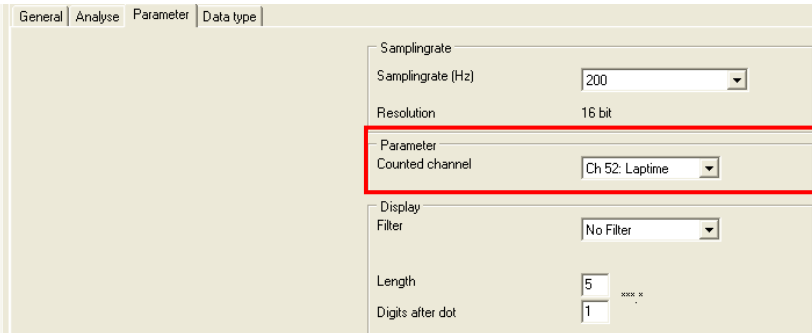 General Analyse Parameter Data type
Samplingrate
Samplingrate (Hz) 200
Resolution 16 bit
Parameter
Counted channel Ch 52: Laptime
Display
Filter No Filter
Length 5 xxx.x
Digits after dot 1